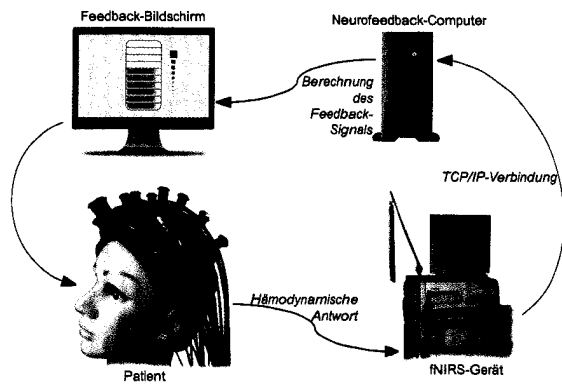 Feedback-Bildschirm
Neurofeedback-Computer
Berechnung
des
Feedback-
Signals
TCP/IP-Verbindung
Hämodynamische
Antwort
Patient
fNIRS-Gerät